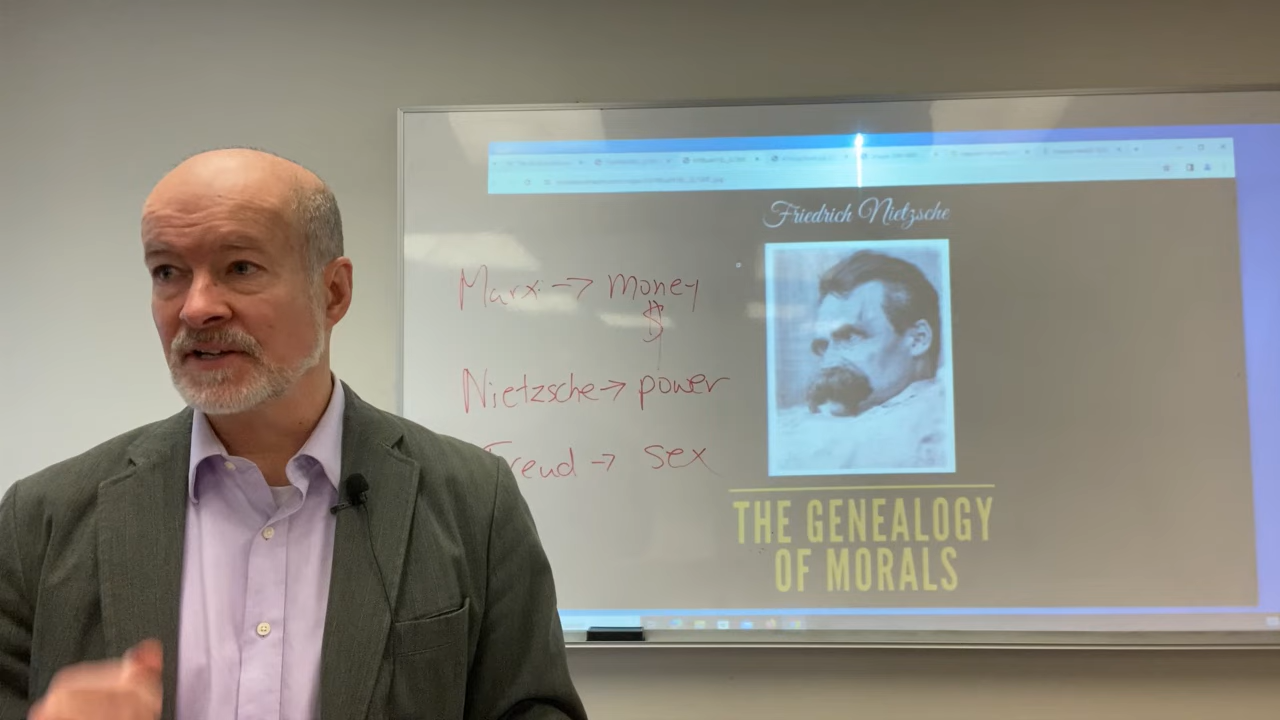 Friedrich Nietzsche
Marx -> money
$
Nietzsche -> power
Freud -> sex
THE GENEALOGY
OF MORALS